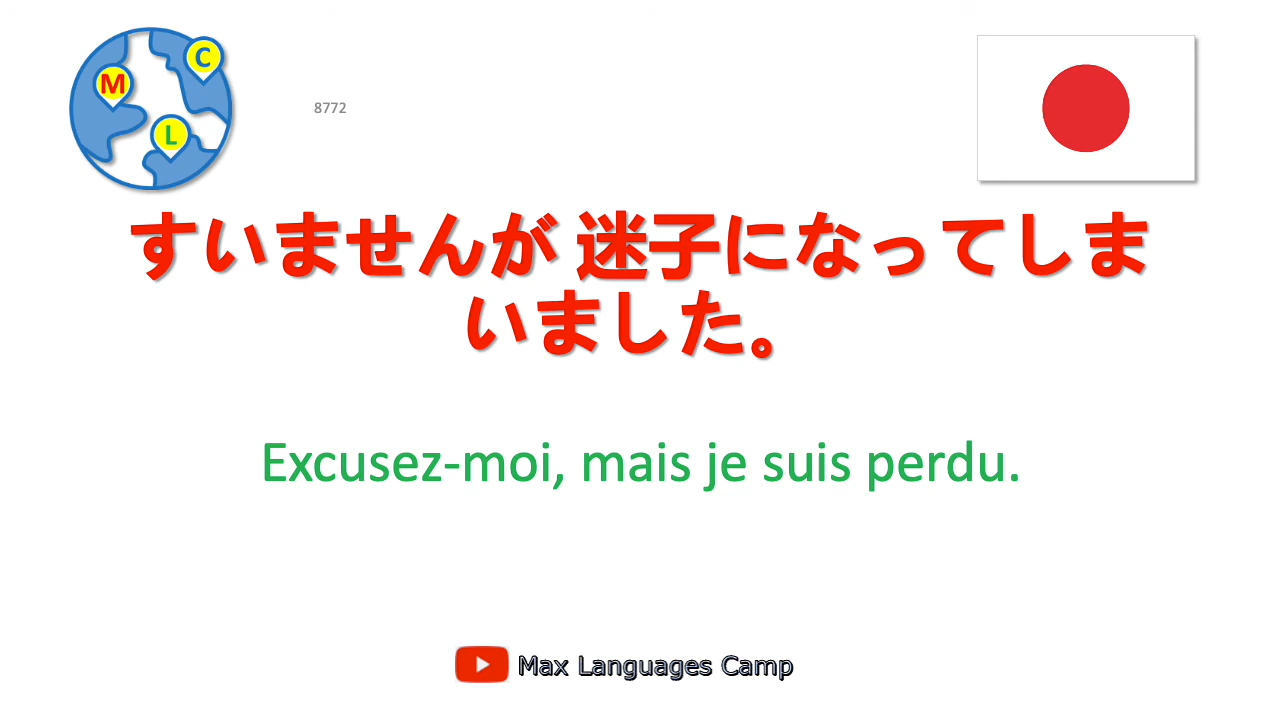 C
M
L
8772
すいませんが 迷子になってしま
いました。
Excusez-moi, mais je suis perdu.
Max Languages Camp